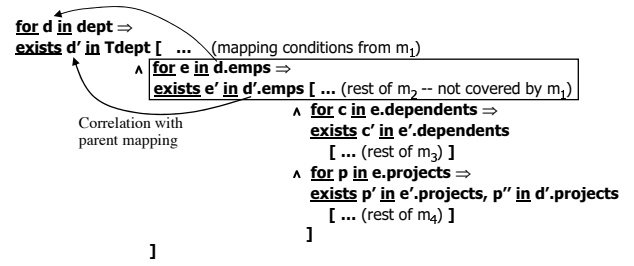 for d in dept ⇒
exists d′ in Tdept [ ... (mapping conditions from m₁)
∧ for e in d.emps ⇒
exists e′ in d′.emps [ ... (rest of m₂ -- not covered by m₁)
∧ for c in e.dependents ⇒
Correlation with
parent mapping
exists c′ in e′.dependents
[ ... (rest of m₃) ]
∧ for p in e.projects ⇒
exists p′ in e′.projects, p″ in d′.projects
[ ... (rest of m₄) ]
]
]